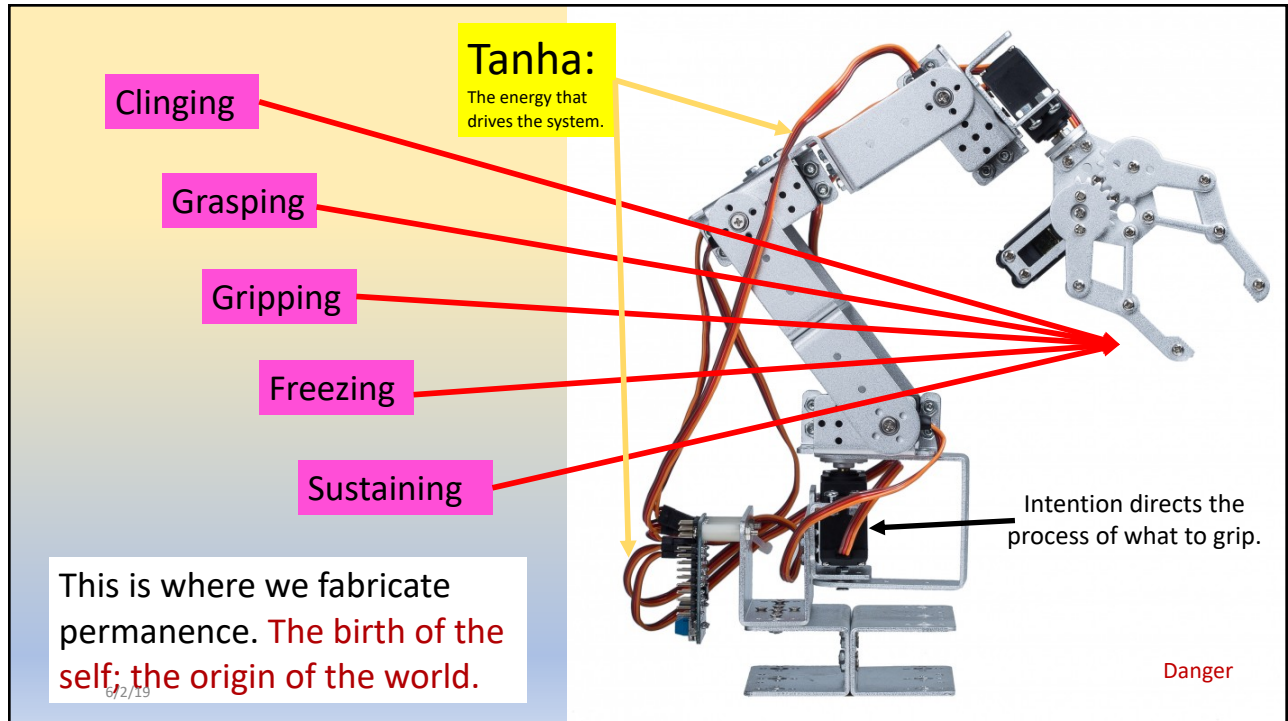 Tanha:
The energy that
drives the system.
Clinging
Grasping
Gripping
Freezing
Sustaining
Intention directs the
process of what to grip.
This is where we fabricate
permanence. The birth of the
self; the origin of the world.
6/2/19
Danger